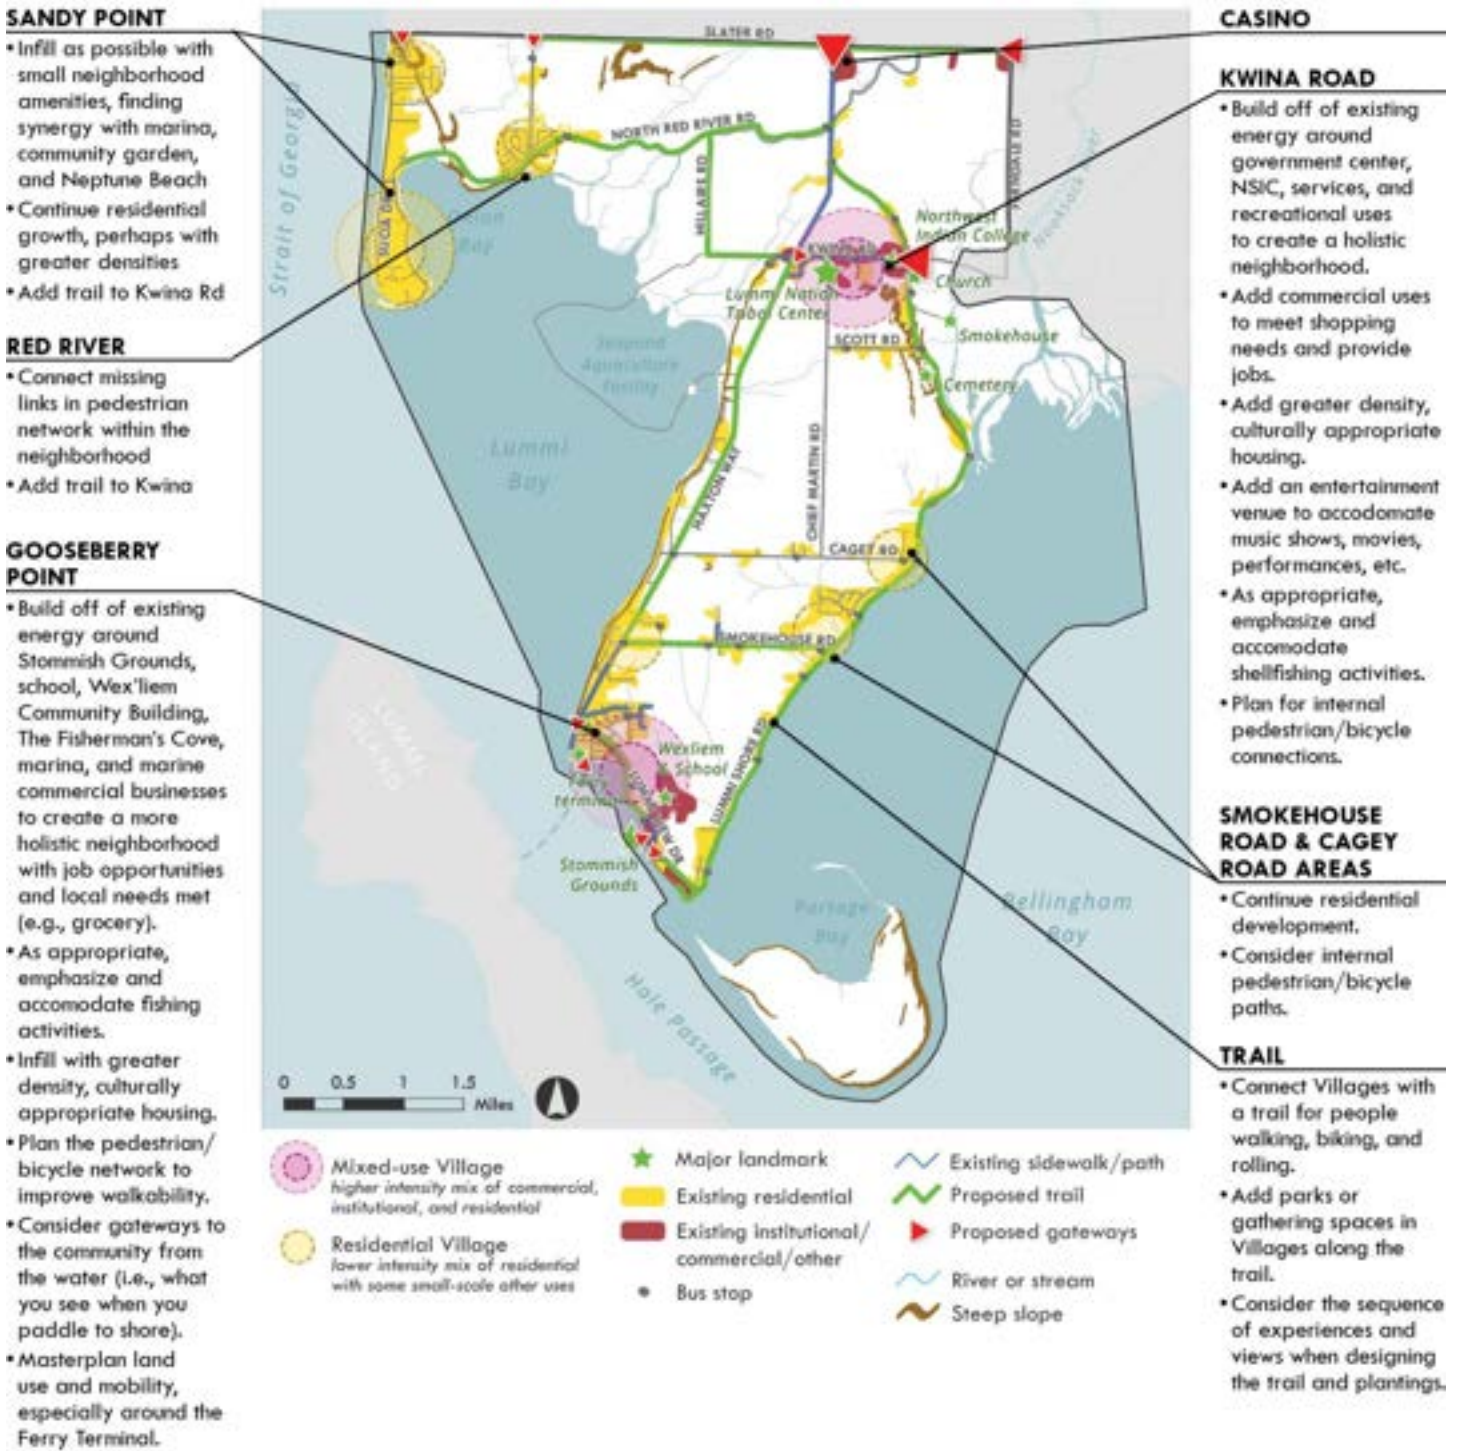 SANDY POINT
• Infill as possible with
small neighborhood
amenities, finding
synergy with marina,
community garden,
and Neptune Beach
• Continue residential
growth, perhaps with
greater densities
• Add trail to Kwina Rd
RED RIVER
• Connect missing
links in pedestrian
network within the
neighborhood
• Add trail to Kwina
GOOSEBERRY
POINT
• Build off of existing
energy around
Stommish Grounds,
school, Wex'liem
Community Building,
The Fisherman's Cove,
marina, and marine
commercial businesses
to create a more
holistic neighborhood
with job opportunities
and local needs met
(e.g., grocery).
• As appropriate,
emphasize and
accomodate fishing
activities.
• Infill with greater
density, culturally
appropriate housing.
• Plan the pedestrian/
bicycle network to
improve walkability.
• Consider gateways to
the community from
the water (i.e., what
you see when you
paddle to shore).
• Masterplan land
use and mobility,
especially around the
Ferry Terminal.
SLATER RD
NORTH RED RIVER RD
HILLAIRE RD
Strait of Georgia
Bay
Nooksack River
Northwest
Indian College
KWINA RD
Church
Lummi Nation
Tribal Center
Smokehouse
SCOTT RD
Cemetery
Seapond
Aquaculture
Facility
Lummi
Bay
HAXTON WAY
CHIEF MARTIN RD
CAGEY RD
SMOKEHOUSE RD
LUMMI
ISLAND
Wexliem
& School
LUMMI SHORE RD
Ferry
terminal
Stommish
Grounds
Portage
Bay
Bellingham
Bay
Hale Passage
0 0.5 1 1.5
Miles
Mixed-use Village
higher intensity mix of commercial,
institutional, and residential
Residential Village
lower intensity mix of residential
with some small-scale other uses
Major landmark
Existing residential
Existing institutional/
commercial/other
Bus stop
Existing sidewalk/path
Proposed trail
Proposed gateways
River or stream
Steep slope
CASINO
KWINA ROAD
• Build off of existing
energy around
government center,
NSIC, services, and
recreational uses
to create a holistic
neighborhood.
• Add commercial uses
to meet shopping
needs and provide
jobs.
• Add greater density,
culturally appropriate
housing.
• Add an entertainment
venue to accodomate
music shows, movies,
performances, etc.
• As appropriate,
emphasize and
accomodate
shellfishing activities.
• Plan for internal
pedestrian/bicycle
connections.
SMOKEHOUSE
ROAD & CAGEY
ROAD AREAS
• Continue residential
development.
• Consider internal
pedestrian/bicycle
paths.
TRAIL
• Connect Villages with
a trail for people
walking, biking, and
rolling.
• Add parks or
gathering spaces in
Villages along the
trail.
• Consider the sequence
of experiences and
views when designing
the trail and plantings.